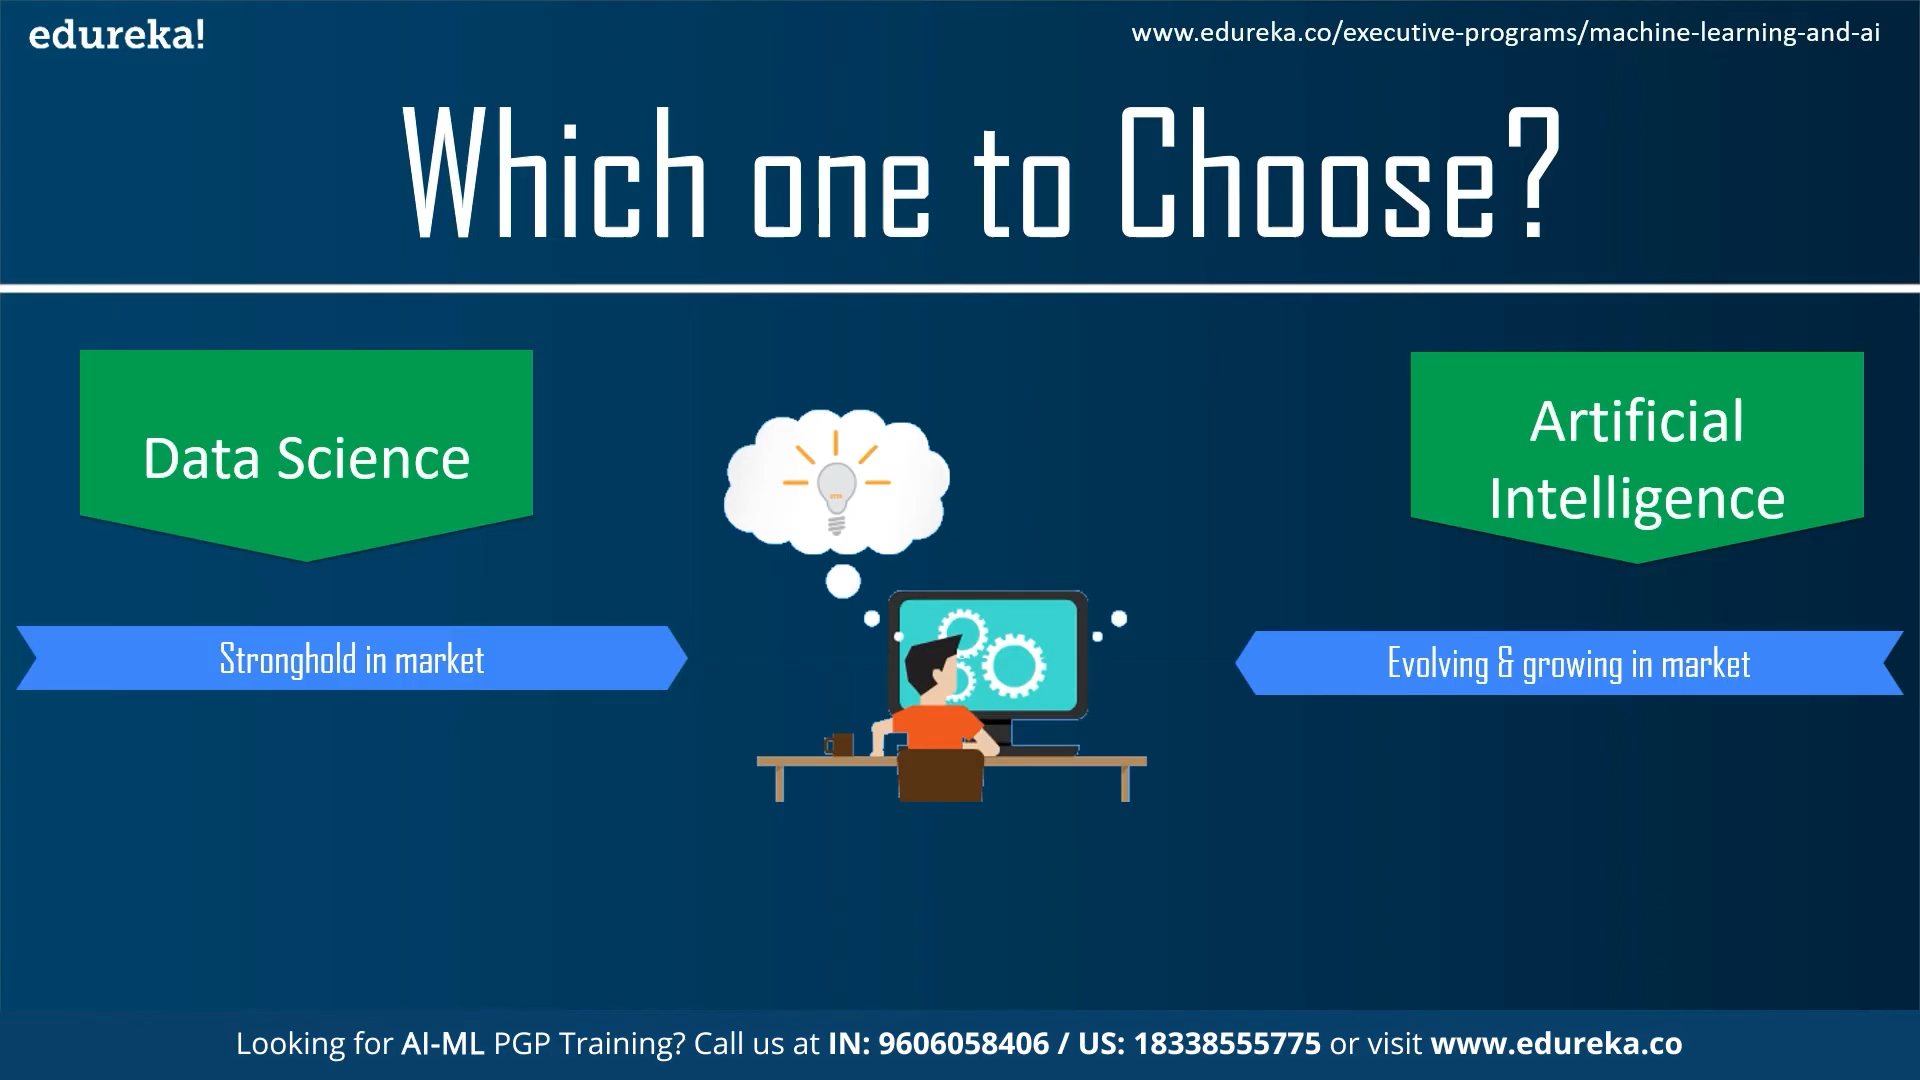 edureka!
www.edureka.co/executive-programs/machine-learning-and-ai
Which one to Choose?
Data Science
Artificial
Intelligence
Stronghold in market
Evolving & growing in market
Looking for AI-ML PGP Training? Call us at IN: 9606058406 / US: 18338555775 or visit www.edureka.co